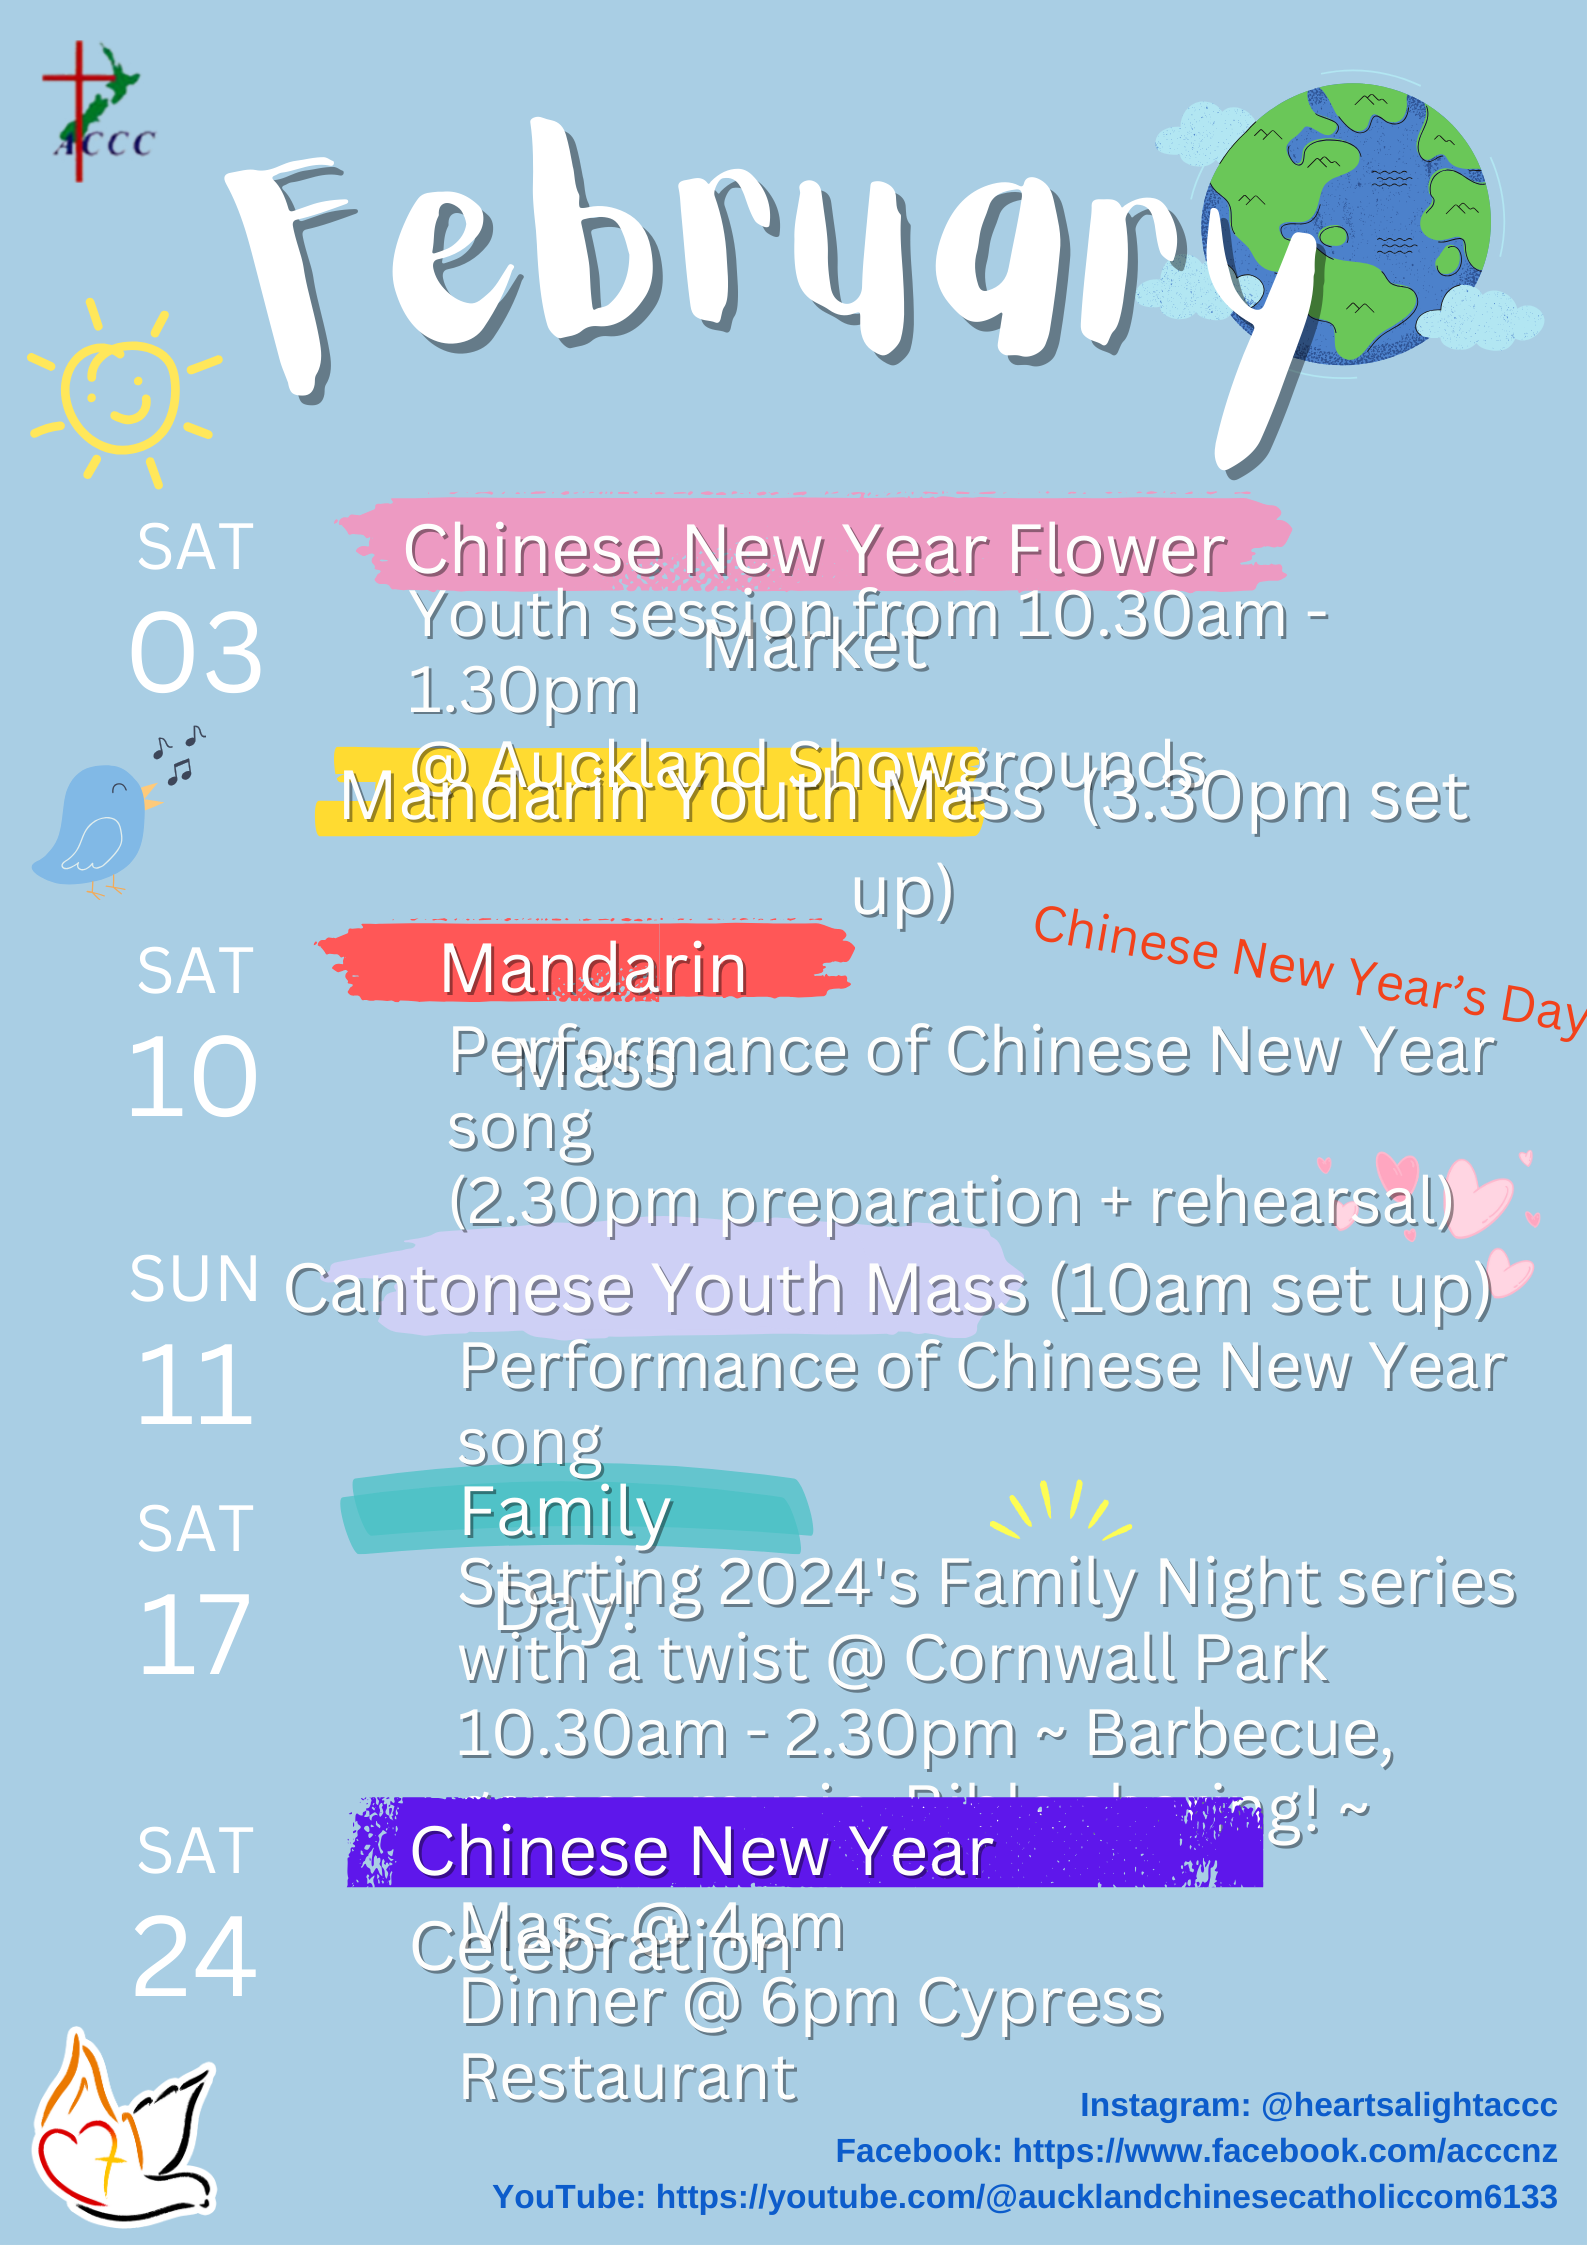 ACCC
February
SAT
03
Chinese New Year Flower
Market
Youth session from 10.30am -
1.30pm
@ Auckland Showgrounds
Mandarin Youth Mass (3.30pm set
up)
Chinese New Year's Day
SAT
10
Mandarin
Mass
Performance of Chinese New Year
song
(2.30pm preparation + rehearsal)
SUN
11
Cantonese Youth Mass (10am set up)
Performance of Chinese New Year
song
SAT
17
Family
Day!
Starting 2024's Family Night series
with a twist @ Cornwall Park
10.30am - 2.30pm ~ Barbecue,
music, Bible sharing! ~
SAT
24
Chinese New Year
Celebration
Mass @ 4pm
Dinner @ 6pm Cypress
Restaurant
Instagram: @heartsalightaccc
Facebook: https://www.facebook.com/acccnz
YouTube: https://youtube.com/@aucklandchinesecatholiccom6133